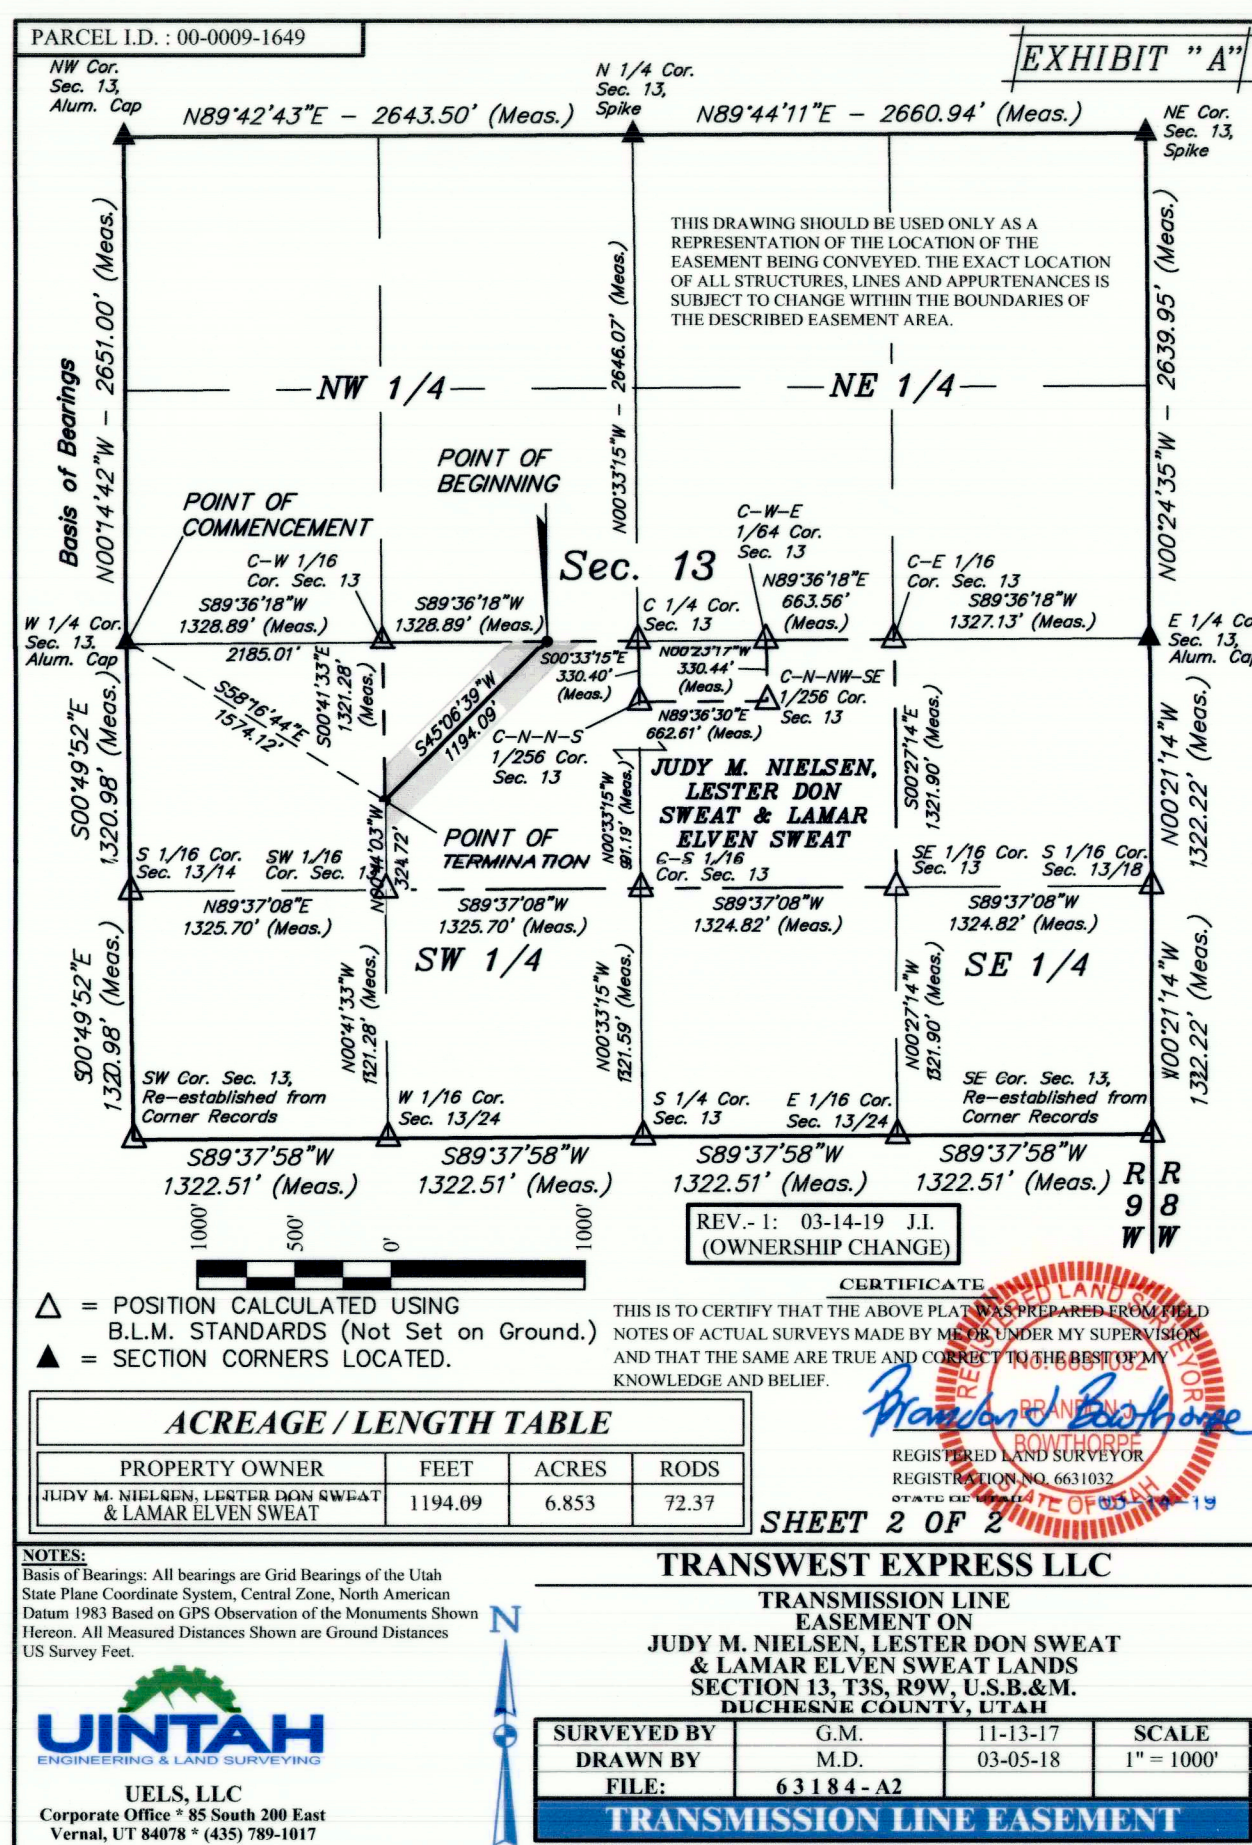 PARCEL I.D. : 00-0009-1649
EXHIBIT "A"
NW Cor.
Sec. 13,
Alum. Cap
N89°42'43"E - 2643.50' (Meas.)
N 1/4 Cor.
Sec. 13,
Spike
N89°44'11"E - 2660.94' (Meas.)
NE Cor.
Sec. 13,
Spike
THIS DRAWING SHOULD BE USED ONLY AS A
REPRESENTATION OF THE LOCATION OF THE
EASEMENT BEING CONVEYED. THE EXACT LOCATION
OF ALL STRUCTURES, LINES AND APPURTENANCES IS
SUBJECT TO CHANGE WITHIN THE BOUNDARIES OF
THE DESCRIBED EASEMENT AREA.
Basis of Bearings
N00°14'42"W - 2651.00' (Meas.)
N00°33'15"W - 2646.07' (Meas.)
N00°24'35"W - 2639.95' (Meas.)
NW 1/4
NE 1/4
POINT OF
BEGINNING
POINT OF
COMMENCEMENT
Sec. 13
C-W-E
1/64 Cor.
Sec. 13
C-W 1/16
Cor. Sec. 13
C-E 1/16
Cor. Sec. 13
S89°36'18"W
1328.89' (Meas.)
S89°36'18"W
1328.89' (Meas.)
C 1/4 Cor.
Sec. 13
N89°36'18"E
663.56'
(Meas.)
S89°36'18"W
1327.13' (Meas.)
W 1/4 Cor.
Sec. 13,
Alum. Cap
E 1/4 Co
Sec. 13,
Alum. Cap
2185.01'
S58°16'44"E
1574.12'
S00°41'33"E
1321.28'
(Meas.)
S45°06'39"W
1194.09'
S00°33'15"E
330.40'
(Meas.)
N00°23'17"W
330.44'
(Meas.)
C-N-NW-SE
1/256 Cor.
Sec. 13
N89°36'30"E
662.61' (Meas.)
C-N-N-S
1/256 Cor.
Sec. 13
S00°49'52"E
1320.98' (Meas.)
S00°27'14"E
1321.90' (Meas.)
N00°21'14"W
1322.22' (Meas.)
JUDY M. NIELSEN,
LESTER DON
SWEAT & LAMAR
ELVEN SWEAT
N00°33'15"W
991.19' (Meas.)
POINT OF
TERMINATION
N00°44'03"W
324.72'
S 1/16 Cor.
Sec. 13/14
SW 1/16
Cor. Sec. 13
C-S 1/16
Cor. Sec. 13
SE 1/16 Cor.
Sec. 13
S 1/16 Cor.
Sec. 13/18
N89°37'08"E
1325.70' (Meas.)
S89°37'08"W
1325.70' (Meas.)
S89°37'08"W
1324.82' (Meas.)
S89°37'08"W
1324.82' (Meas.)
SW 1/4
SE 1/4
S00°49'52"E
1320.98' (Meas.)
N00°41'33"W
1321.28' (Meas.)
N00°33'15"W
1321.59' (Meas.)
N00°27'14"W
1321.90' (Meas.)
N00°21'14"W
1322.22' (Meas.)
SW Cor. Sec. 13,
Re-established from
Corner Records
W 1/16 Cor.
Sec. 13/24
S 1/4 Cor.
Sec. 13
E 1/16 Cor.
Sec. 13/24
SE Cor. Sec. 13,
Re-established from
Corner Records
S89°37'58"W
1322.51' (Meas.)
S89°37'58"W
1322.51' (Meas.)
S89°37'58"W
1322.51' (Meas.)
S89°37'58"W
1322.51' (Meas.)
R R
9 8
W W
1000'
500'
0'
1000'
REV.- 1: 03-14-19 J.I.
(OWNERSHIP CHANGE)
△ = POSITION CALCULATED USING
B.L.M. STANDARDS (Not Set on Ground.)
▲ = SECTION CORNERS LOCATED.
CERTIFICATE
THIS IS TO CERTIFY THAT THE ABOVE PLAT WAS PREPARED FROM FIELD
NOTES OF ACTUAL SURVEYS MADE BY ME OR UNDER MY SUPERVISION
AND THAT THE SAME ARE TRUE AND CORRECT TO THE BEST OF MY
KNOWLEDGE AND BELIEF.
REGISTERED LAND SURVEYOR
No. 6631032
BRANDON J.
BOWTHORPE
STATE OF UTAH
Brandon J Bowthorpe
REGISTERED LAND SURVEYOR
REGISTRATION NO. 6631032
STATE OF UTAH
03-14-19
ACREAGE / LENGTH TABLE
PROPERTY OWNER FEET ACRES RODS
JUDY M. NIELSEN, LESTER DON SWEAT
& LAMAR ELVEN SWEAT 1194.09 6.853 72.37
SHEET 2 OF 2
NOTES:
Basis of Bearings: All bearings are Grid Bearings of the Utah
State Plane Coordinate System, Central Zone, North American
Datum 1983 Based on GPS Observation of the Monuments Shown
Hereon. All Measured Distances Shown are Ground Distances
US Survey Feet.
N
UINTAH
ENGINEERING & LAND SURVEYING
UELS, LLC
Corporate Office * 85 South 200 East
Vernal, UT 84078 * (435) 789-1017
TRANSWEST EXPRESS LLC
TRANSMISSION LINE
EASEMENT ON
JUDY M. NIELSEN, LESTER DON SWEAT
& LAMAR ELVEN SWEAT LANDS
SECTION 13, T3S, R9W, U.S.B.&M.
DUCHESNE COUNTY, UTAH
SURVEYED BY G.M. 11-13-17 SCALE
DRAWN BY M.D. 03-05-18 1" = 1000'
FILE: 63184-A2
TRANSMISSION LINE EASEMENT